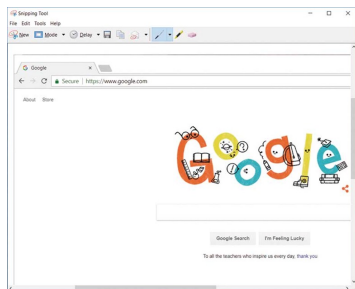 Snipping Tool
File Edit Tools Help
New Mode Delay
Google
Secure | https://www.google.com
About Store
Google
Google Search I'm Feeling Lucky
To all the teachers who inspire us every day, thank you